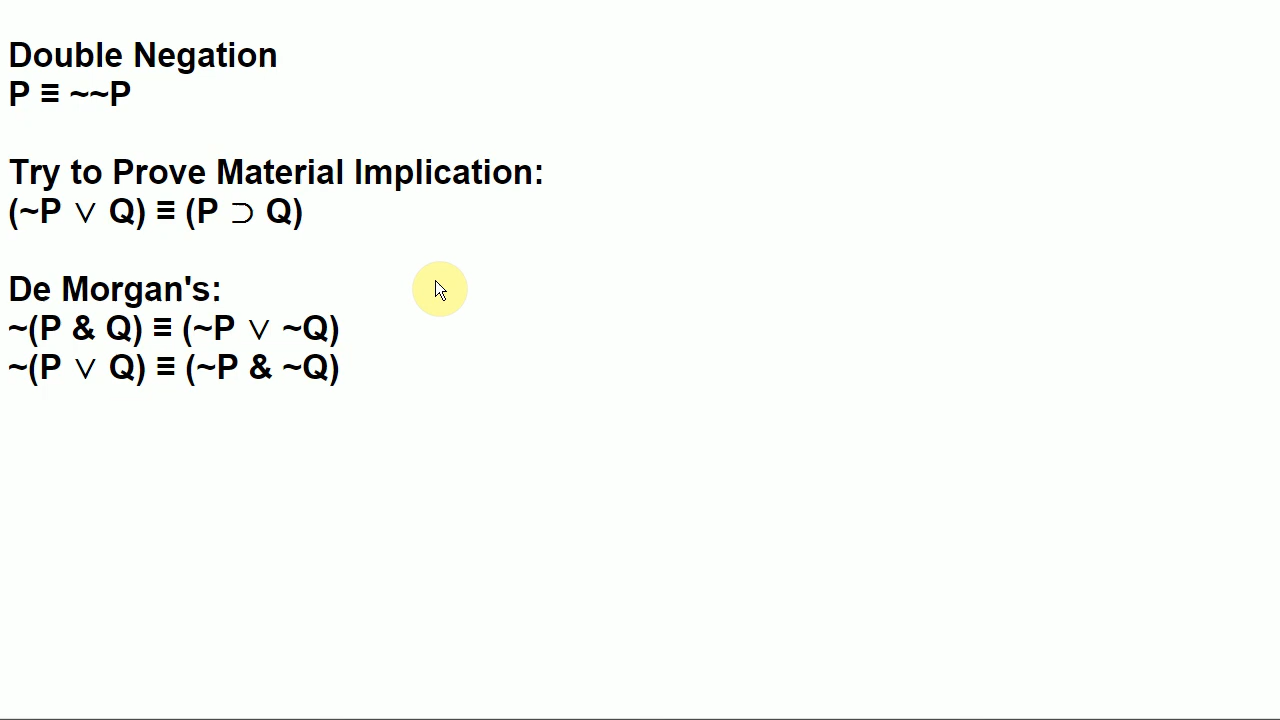 Double Negation
P ≡ ~~P
Try to Prove Material Implication:
(~P ∨ Q) ≡ (P ⊃ Q)
De Morgan's:
~(P & Q) ≡ (~P ∨ ~Q)
~(P ∨ Q) ≡ (~P & ~Q)